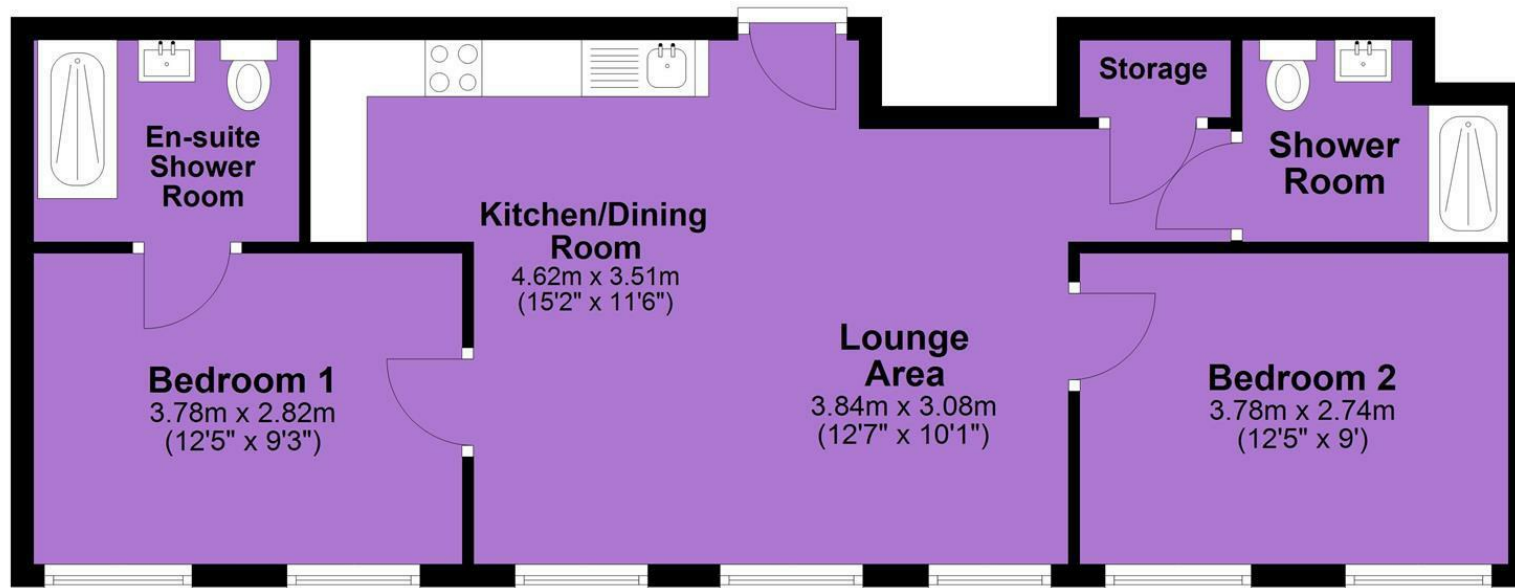 En-suite
Shower
Room
Storage
Shower
Room
Kitchen/Dining
Room
4.62m x 3.51m
(15'2" x 11'6")
Bedroom 1
3.78m x 2.82m
(12'5" x 9'3")
Lounge
Area
3.84m x 3.08m
(12'7" x 10'1")
Bedroom 2
3.78m x 2.74m
(12'5" x 9')